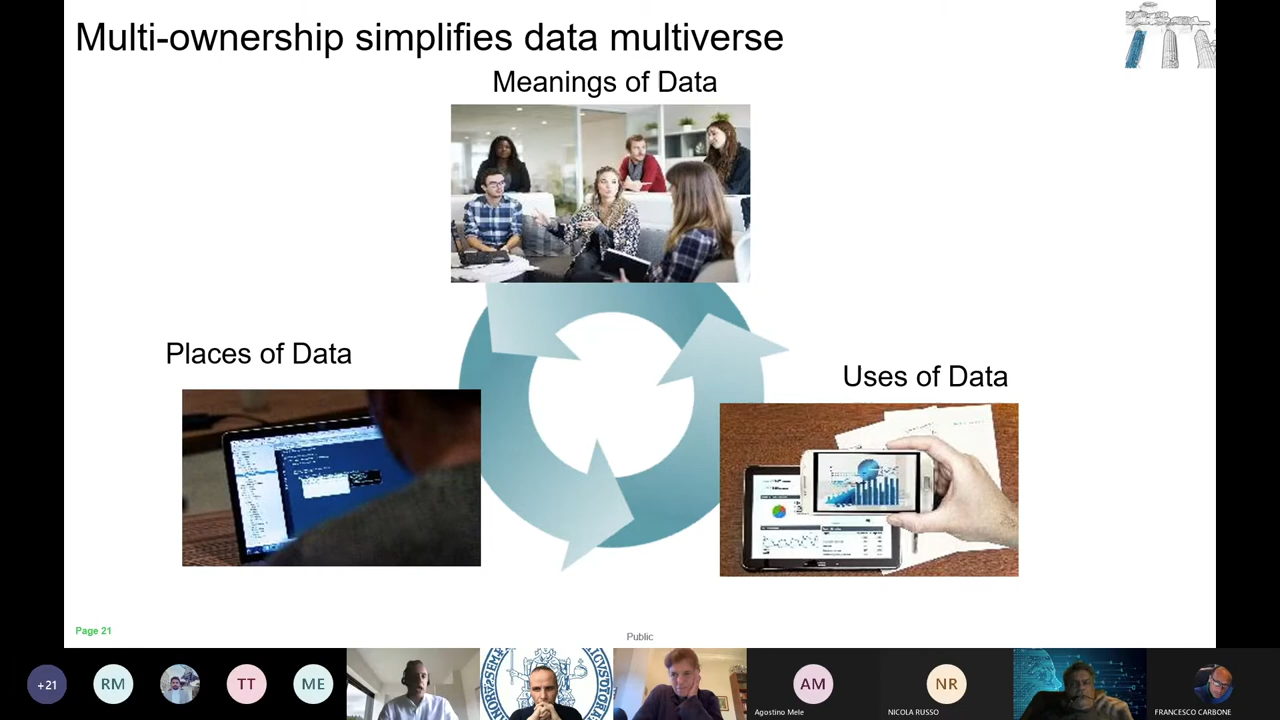 Multi-ownership simplifies data multiverse
Meanings of Data
Places of Data
Uses of Data
Page 21
Public
+21
RM
TT
ME
AM
Agostino Mele
NR
NICOLA RUSSO
FRANCESCO CARBONE